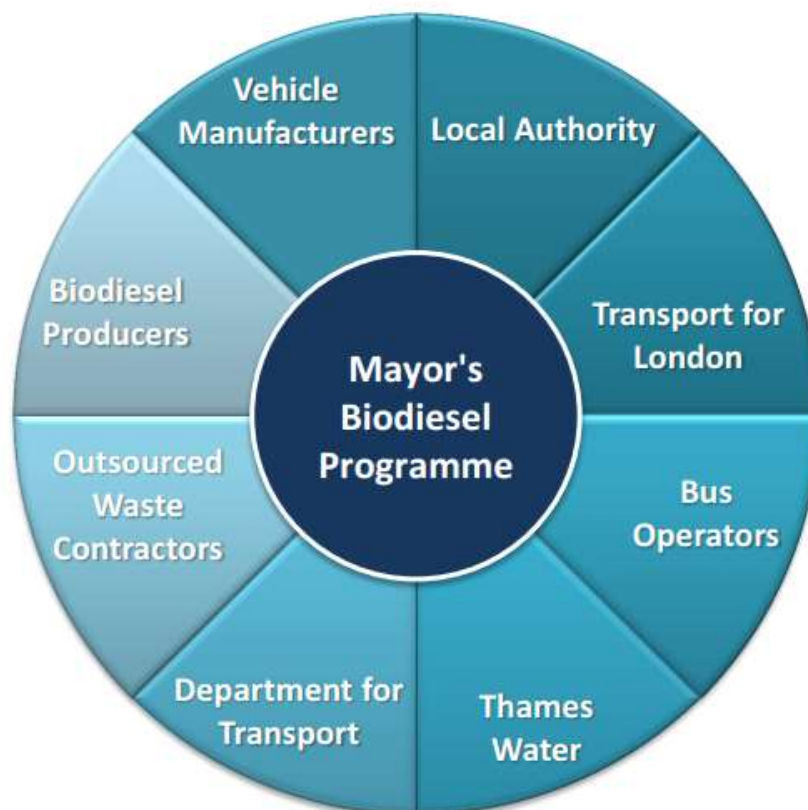 Vehicle
Manufacturers
Local Authority
Biodiesel
Producers
Transport for
London
Mayor's
Biodiesel
Programme
Outsourced
Waste
Contractors
Bus
Operators
Department for
Transport
Thames
Water